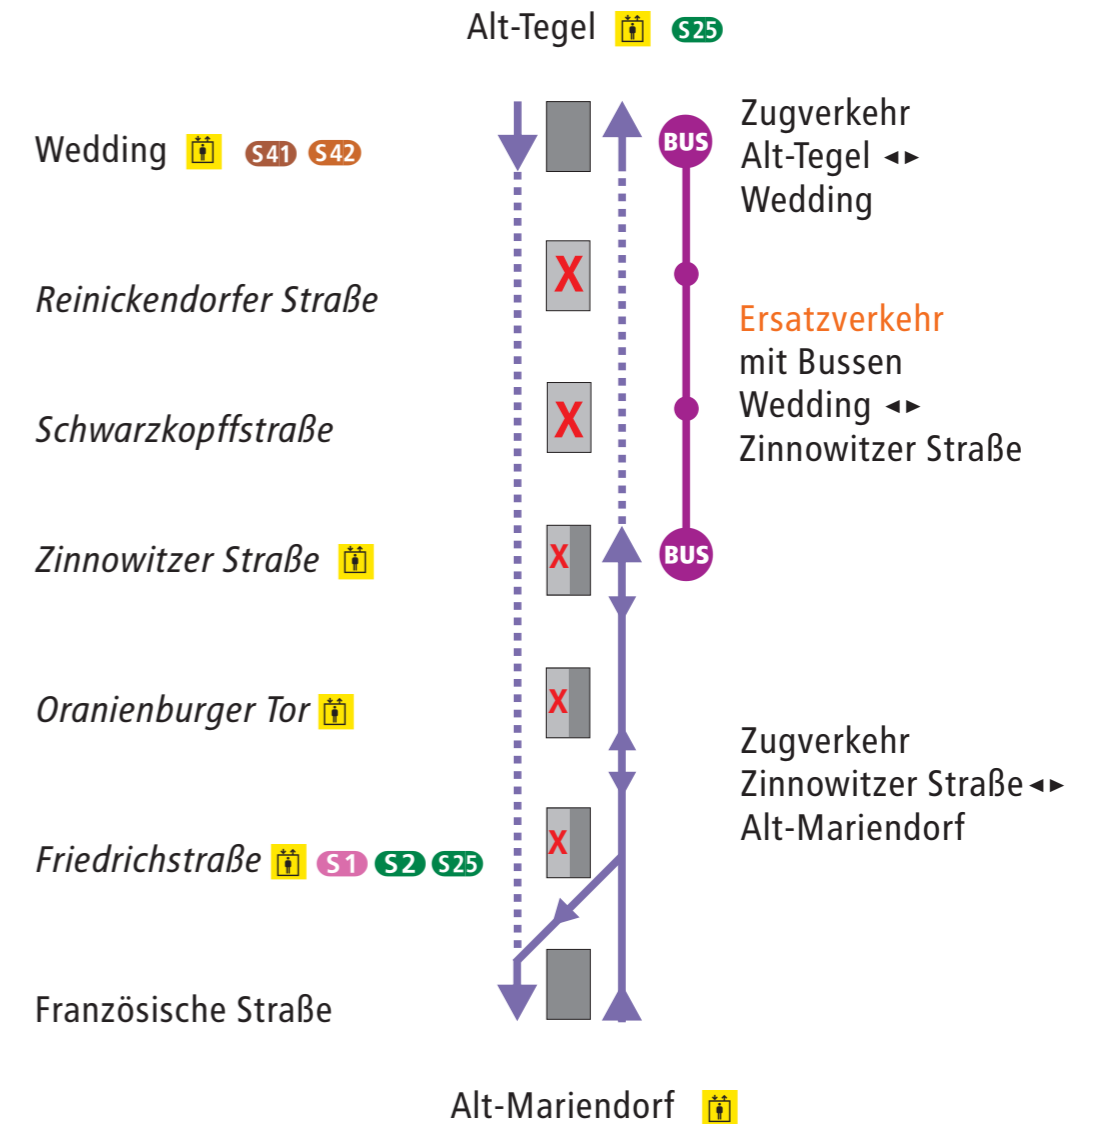 Alt-Tegel S25
Wedding S41 S42
BUS
Zugverkehr
Alt-Tegel ◄►
Wedding
Reinickendorfer Straße
X
Ersatzverkehr
mit Bussen
Wedding ◄►
Zinnowitzer Straße
Schwarzkopffstraße
X
Zinnowitzer Straße
X
BUS
Oranienburger Tor
X
Zugverkehr
Zinnowitzer Straße ◄►
Alt-Mariendorf
Friedrichstraße S1 S2 S25
X
Französische Straße
Alt-Mariendorf